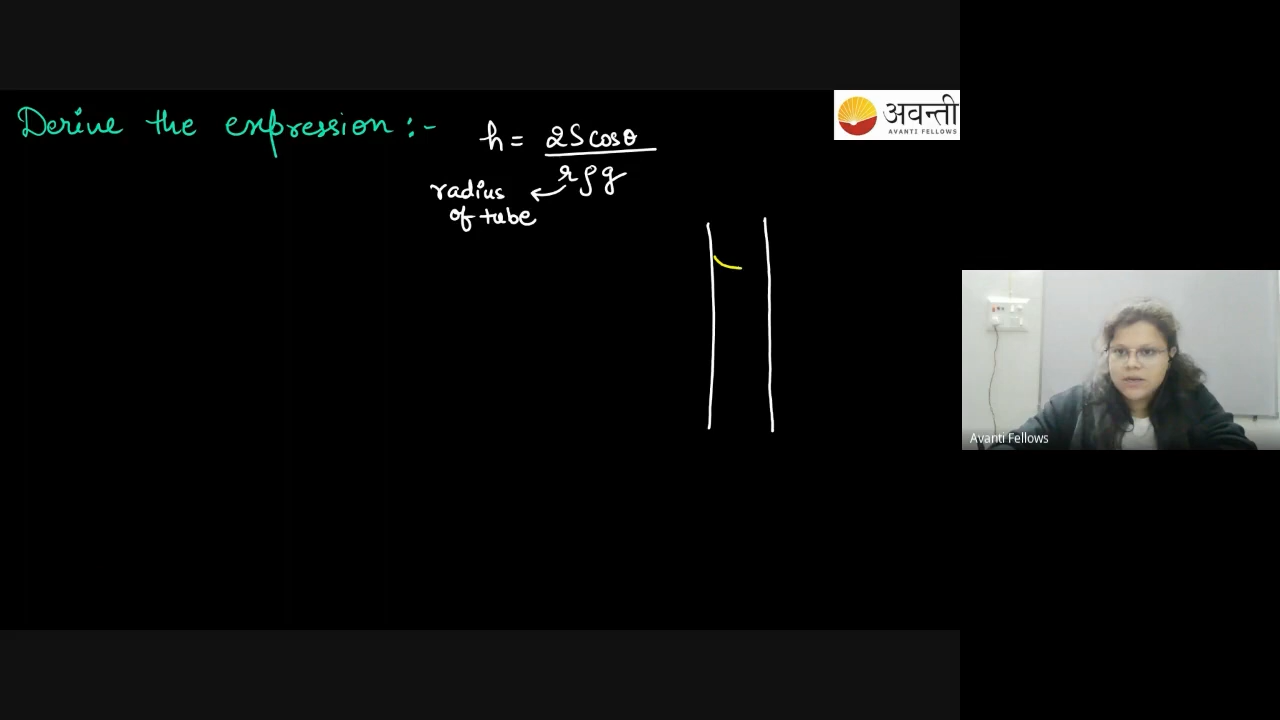 Derive the expression :-
h = 2S cosθ / rρg
radius
of tube
अवन्ती
AVANTI FELLOWS
Avanti Fellows